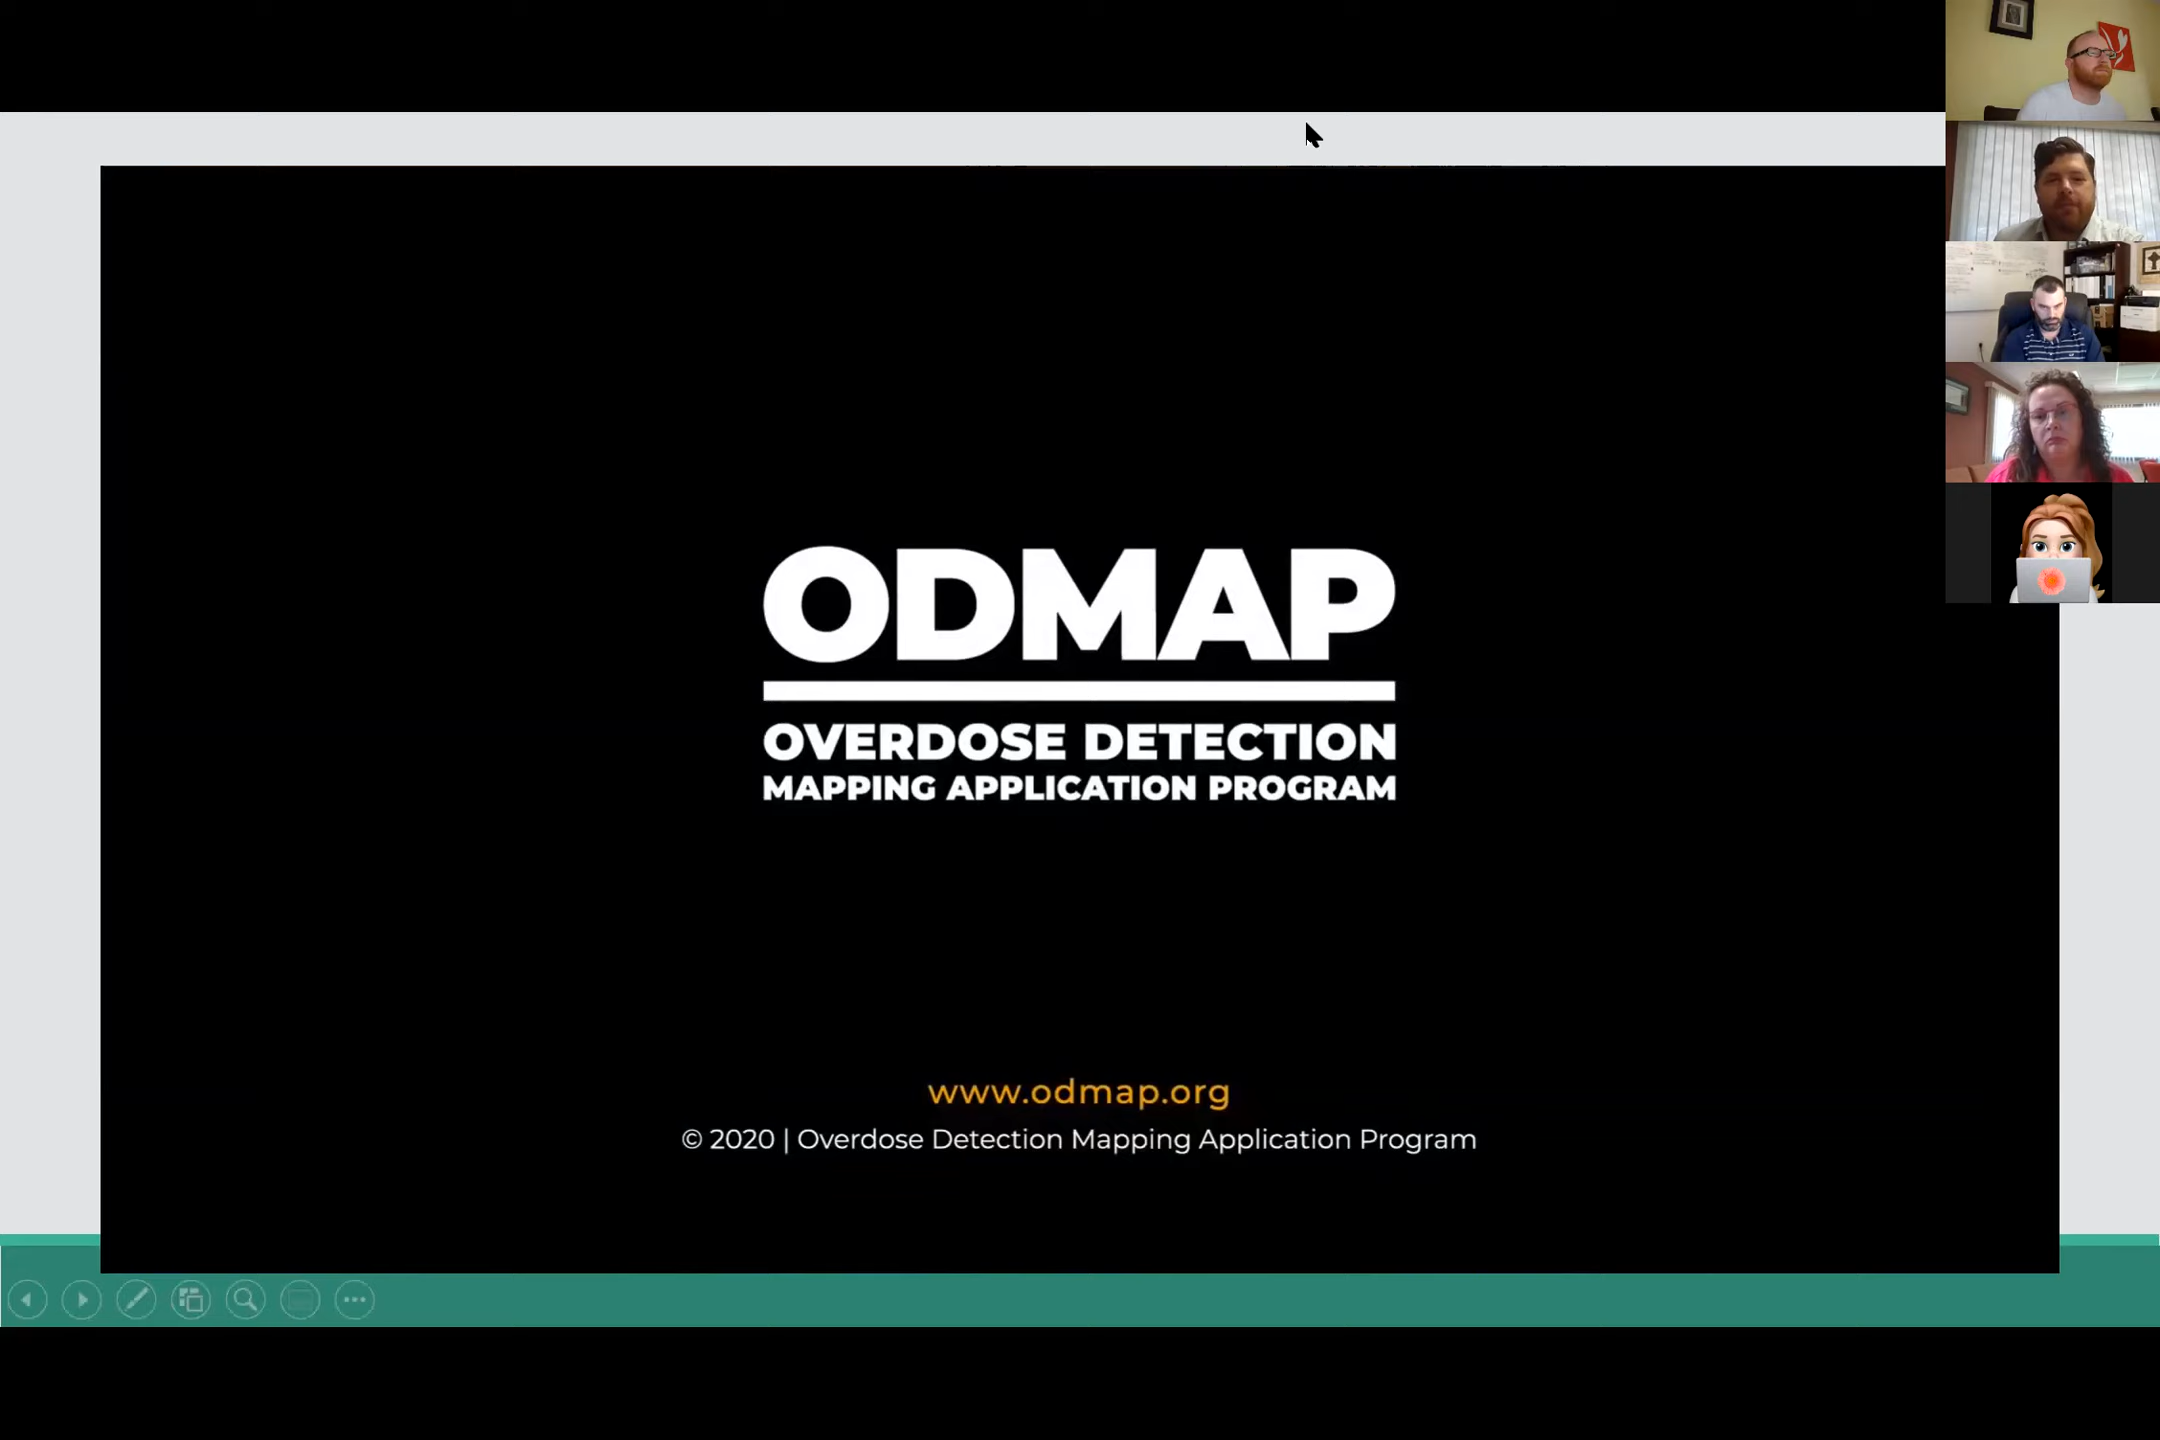 ODMAP
OVERDOSE DETECTION
MAPPING APPLICATION PROGRAM
www.odmap.org
© 2020 | Overdose Detection Mapping Application Program